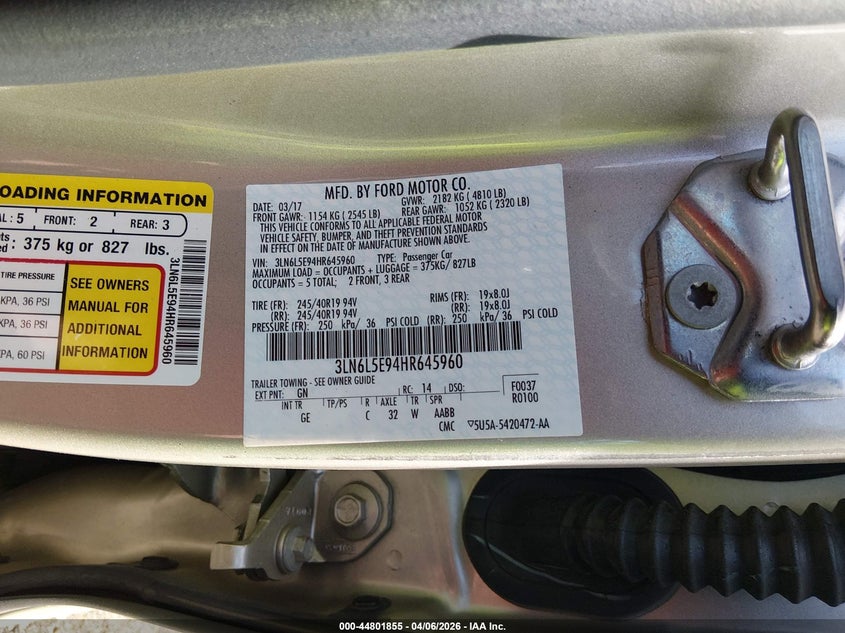 OADING INFORMATION
AL : 5 FRONT: 2 REAR: 3
375 kg or 827 lbs.
TIRE PRESSURE
KPA, 36 PSI
KPA, 36 PSI
KPA, 60 PSI
SEE OWNERS
MANUAL FOR
ADDITIONAL
INFORMATION
3LN6L5E94HR645960
MFD. BY FORD MOTOR CO.
DATE: 03/17 GVWR: 2182 KG ( 4810 LB)
FRONT GAWR: 1154 KG ( 2545 LB) REAR GAWR: 1052 KG ( 2320 LB)
THIS VEHICLE CONFORMS TO ALL APPLICABLE FEDERAL MOTOR
VEHICLE SAFETY, BUMPER, AND THEFT PREVENTION STANDARDS
IN EFFECT ON THE DATE OF MANUFACTURE SHOWN ABOVE.
VIN: 3LN6L5E94HR645960 TYPE: Passenger Car
MAXIMUM LOAD = OCCUPANTS + LUGGAGE = 375KG/ 827LB
OCCUPANTS = 5 TOTAL; 2 FRONT, 3 REAR
TIRE (FR): 245/40R19 94V RIMS (FR): 19x8.0J
(RR): 245/40R19 94V (RR): 19x8.0J
PRESSURE (FR): 250 kPa/ 36 PSI COLD (RR): 250 kPa/ 36 PSI COLD
3LN6L5E94HR645960
TRAILER TOWING - SEE OWNER GUIDE
EXT PNT: GN RC: 14 DSO: F0037
INT TR TP/PS R AXLE TR SPR R0100
GE C 32 W AABB
CMC ▽5U5A-5420472-AA
000-44801855 - 04/06/2026 - IAA Inc.